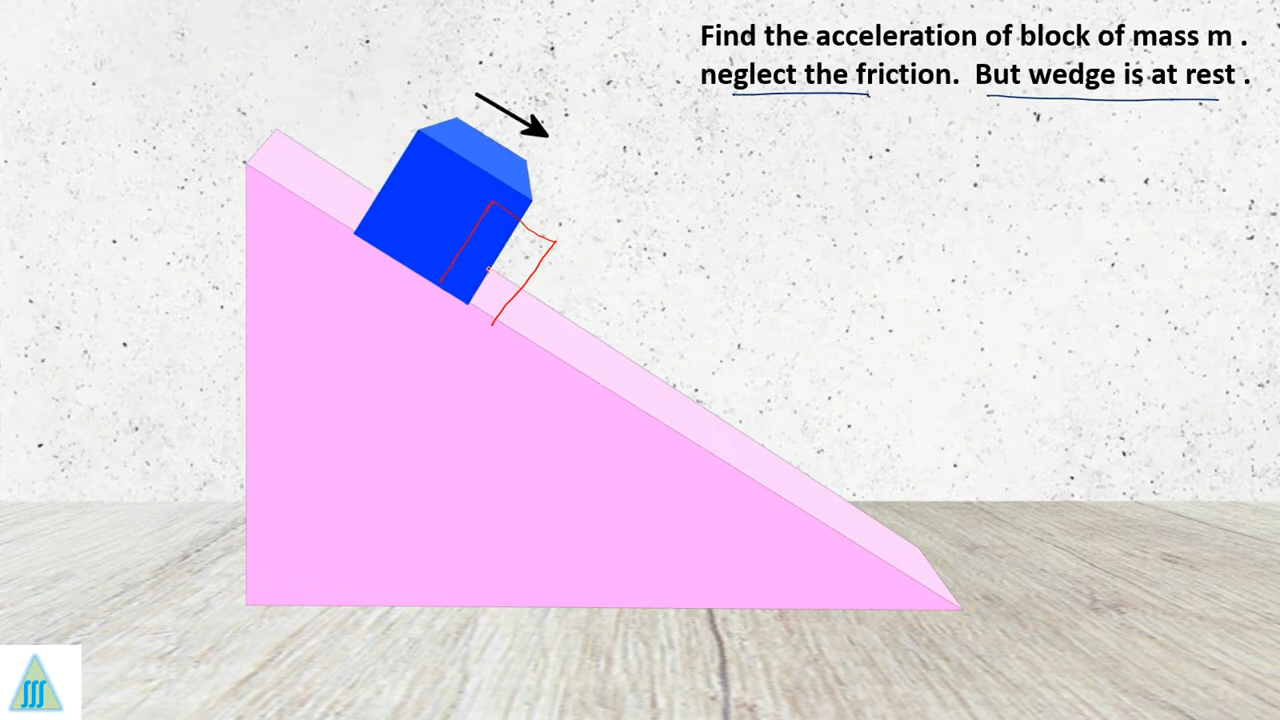 Find the acceleration of block of mass m .
neglect the friction. But wedge is at rest .